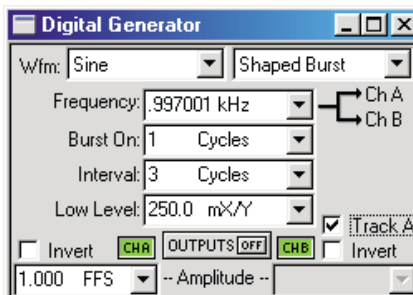 Digital Generator
Wfm: Sine Shaped Burst
Frequency: .997001 kHz Ch A
Ch B
Burst On: 1 Cycles
Interval: 3 Cycles
Low Level: 250.0 mX/Y
Track A
Invert CHA OUTPUTS OFF CHB Invert
1.000 FFS -- Amplitude --